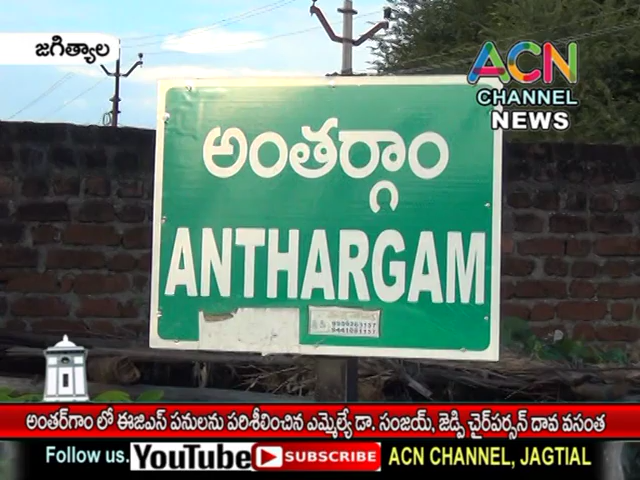 జగిత్యాల
ACN
CHANNEL
NEWS
అంతర్గాం
ANTHARGAM
అంతర్గాం లో ఈజిఎస్ పనులను పరిశీలించిన ఎమ్మెల్యే డా. సంజయ్, జెడ్పి చైర్‌పర్సన్ దావ వసంత
Follow us. YouTube SUBSCRIBE ACN CHANNEL, JAGTIAL